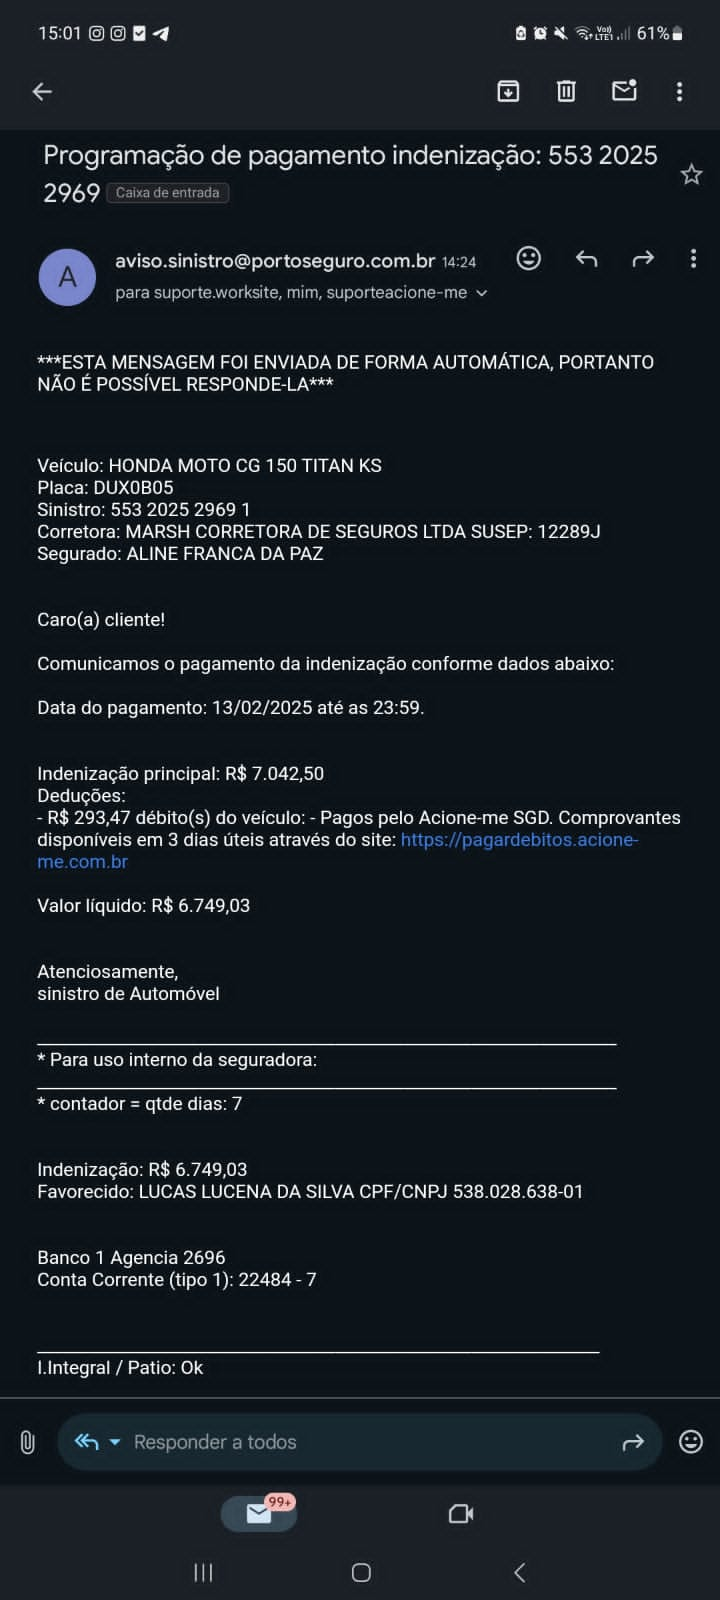 15:01
Vo)) LTE1 61%
Programação de pagamento indenização: 553 2025
2969 Caixa de entrada
A
aviso.sinistro@portoseguro.com.br 14:24
para suporte.worksite, mim, suporteacione-me
***ESTA MENSAGEM FOI ENVIADA DE FORMA AUTOMÁTICA, PORTANTO
NÃO É POSSÍVEL RESPONDE-LA***
Veículo: HONDA MOTO CG 150 TITAN KS
Placa: DUX0B05
Sinistro: 553 2025 2969 1
Corretora: MARSH CORRETORA DE SEGUROS LTDA SUSEP: 12289J
Segurado: ALINE FRANCA DA PAZ
Caro(a) cliente!
Comunicamos o pagamento da indenização conforme dados abaixo:
Data do pagamento: 13/02/2025 até as 23:59.
Indenização principal: R$ 7.042,50
Deduções:
- R$ 293,47 débito(s) do veículo: - Pagos pelo Acione-me SGD. Comprovantes
disponíveis em 3 dias úteis através do site: https://pagardebitos.acione-
me.com.br
Valor líquido: R$ 6.749,03
Atenciosamente,
sinistro de Automóvel
* Para uso interno da seguradora:
* contador = qtde dias: 7
Indenização: R$ 6.749,03
Favorecido: LUCAS LUCENA DA SILVA CPF/CNPJ 538.028.638-01
Banco 1 Agencia 2696
Conta Corrente (tipo 1): 22484 - 7
I.Integral / Patio: Ok
Responder a todos
99+